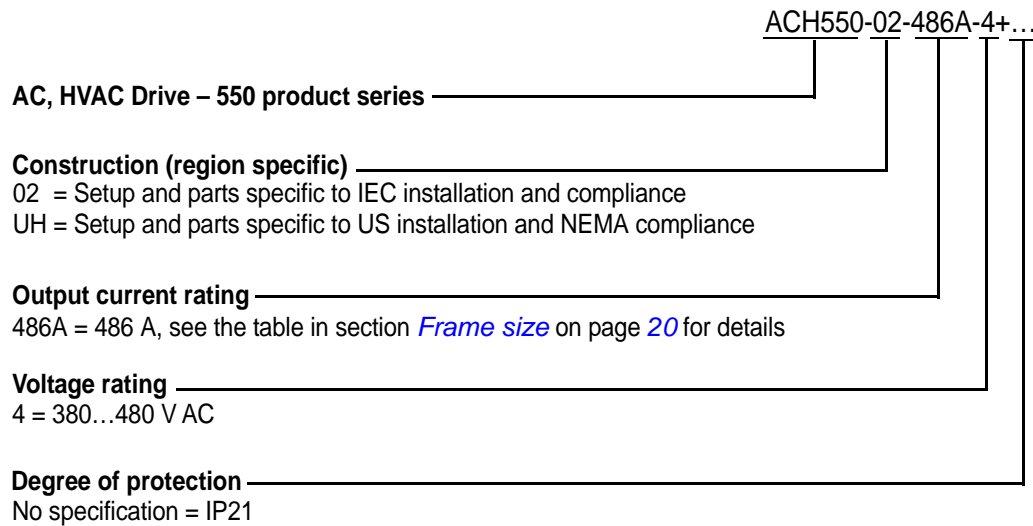 ACH550-02-486A-4+…
AC, HVAC Drive – 550 product series
Construction (region specific)
02 = Setup and parts specific to IEC installation and compliance
UH = Setup and parts specific to US installation and NEMA compliance
Output current rating
486A = 486 A, see the table in section Frame size on page 20 for details
Voltage rating
4 = 380…480 V AC
Degree of protection
No specification = IP21